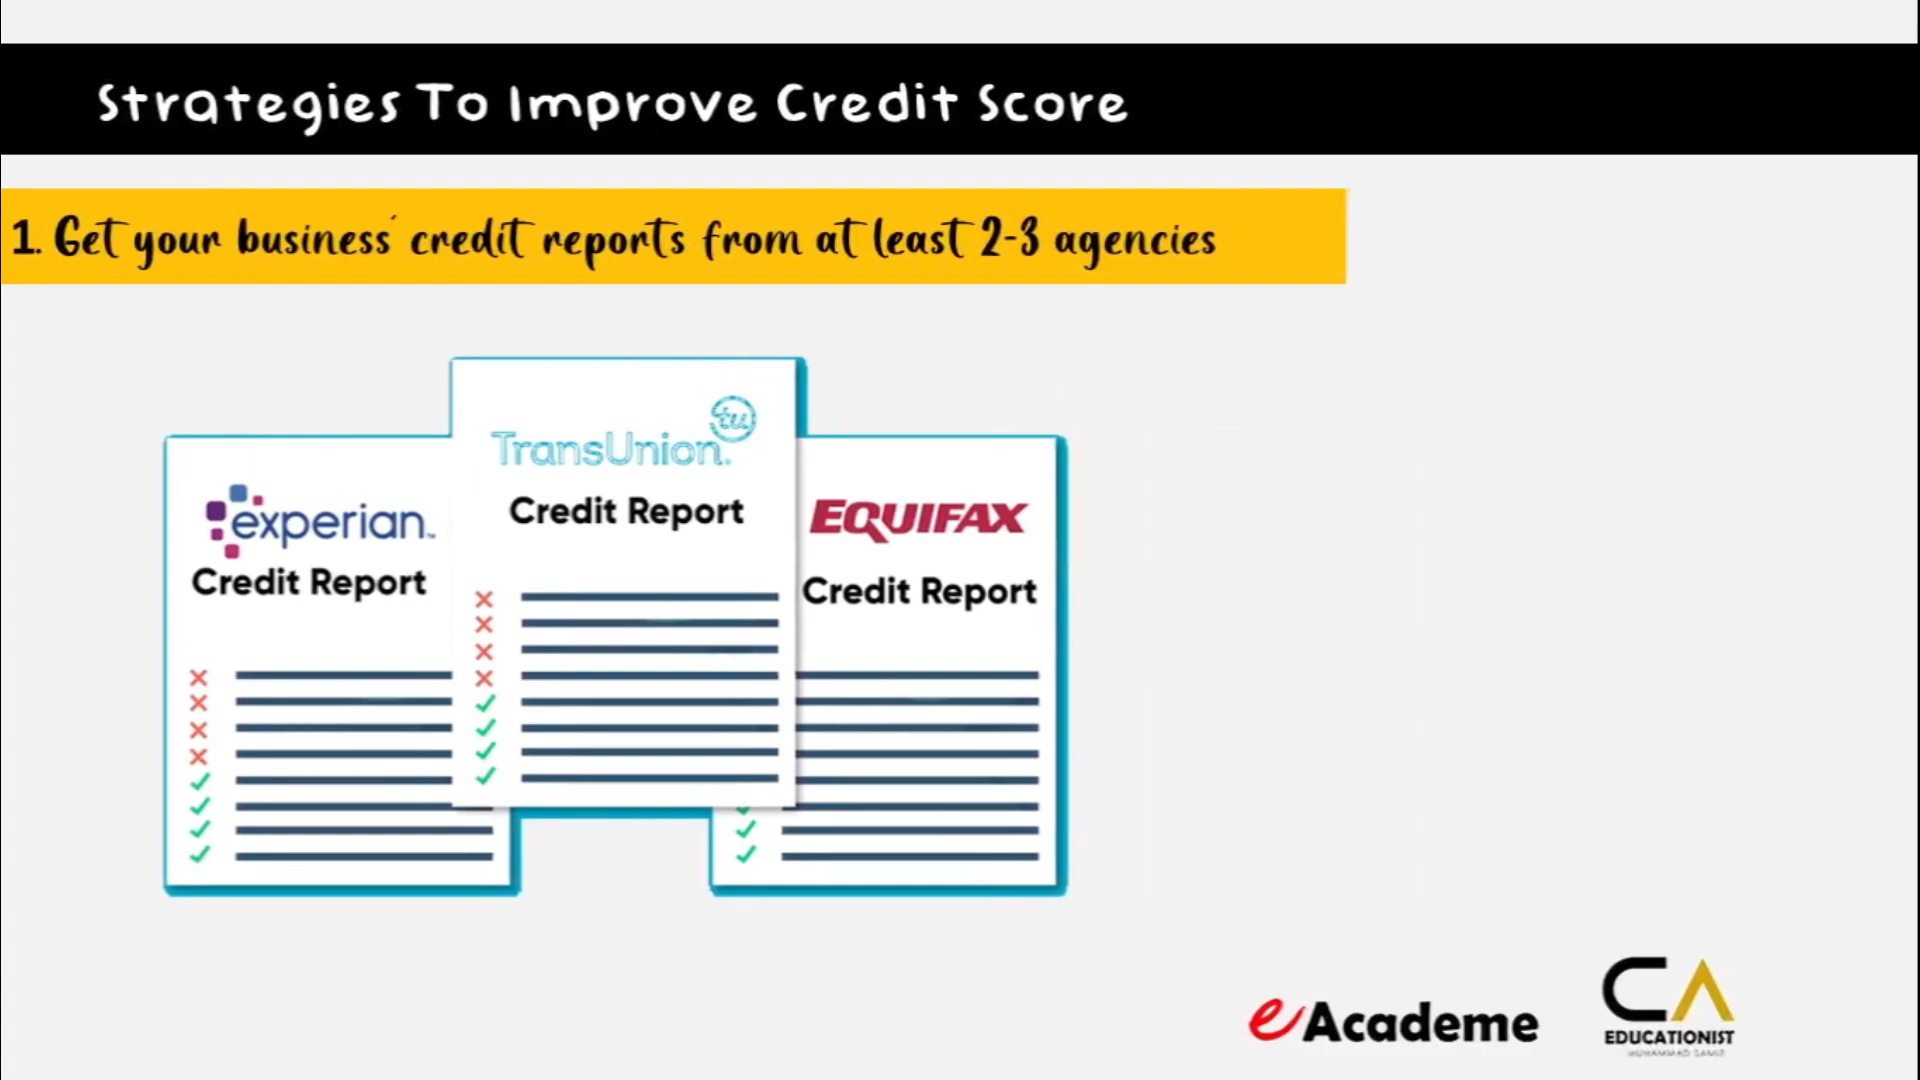 Strategies To Improve Credit Score
1. Get your business' credit reports from at least 2-3 agencies
TransUnion.
Credit Report
experian.
Credit Report
EQUIFAX
Credit Report
eAcademe
CA
EDUCATIONIST